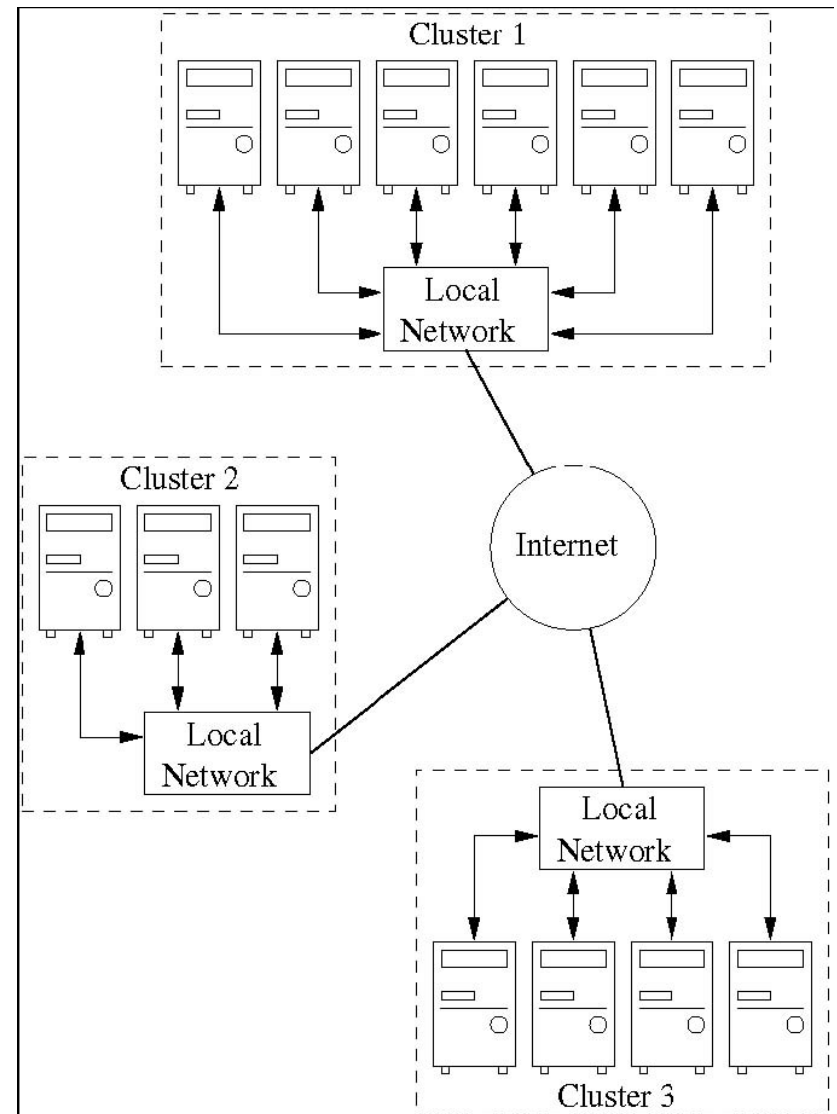 Cluster 1
Local
Network
Cluster 2
Internet
Local
Network
Local
Network
Cluster 3